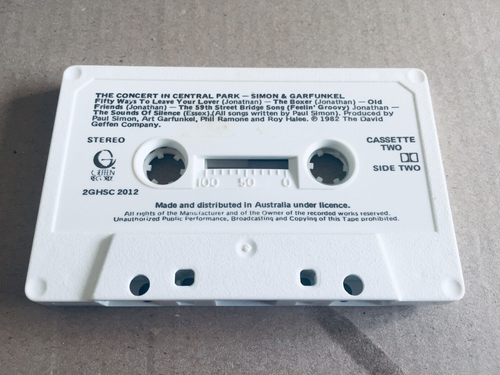 THE CONCERT IN CENTRAL PARK — SIMON & GARFUNKEL
Fifty Ways To Leave Your Lover (Jonathan) — The Boxer (Jonathan) — Old
Friends (Jonathan) — The 59th Street Bridge Song (Feelin' Groovy) Jonathan —
The Sounds Of Silence (Essex).(All songs written by Paul Simon). Produced by
Paul Simon, Art Garfunkel, Phil Ramone and Roy Halee. ℗ 1982 The David
Geffen Company.
STEREO
CASSETTE
TWO
SIDE TWO
GEFFEN
RECORDS
2GHSC 2012
100 50 0
Made and distributed in Australia under licence.
All rights of the Manufacturer and of the Owner of the recorded works reserved.
Unauthorized Public Performance, Broadcasting and Copying of this Tape prohibited.